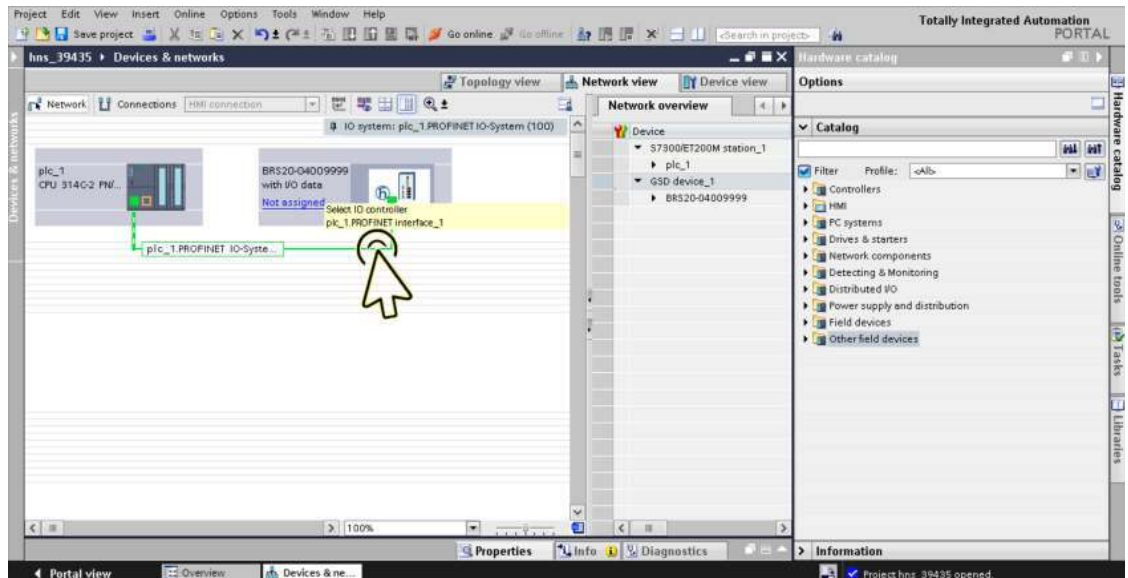 Project Edit View Insert Online Options Tools Window Help
Totally Integrated Automation
PORTAL
Save project Go online Go offline <Search in project>
hns_39435 ▸ Devices & networks
Hardware catalog
Topology view Network view Device view
Options
Network Connections HMI connection
Network overview
IO system: plc_1.PROFINET IO-System (100)
Catalog
Device
S7300/ET200M station_1
plc_1
GSD device_1
BRS20-04009999
plc_1
CPU 314C-2 PN/...
BRS20-04009999
with I/O data
Not assigned
Select IO controller
plc_1.PROFINET interface_1
plc_1.PROFINET IO-Syste...
Filter Profile: <All>
Controllers
HMI
PC systems
Drives & starters
Network components
Detecting & Monitoring
Distributed I/O
Power supply and distribution
Field devices
Other field devices
Devices & networks
Hardware catalog
Online tools
Tasks
Libraries
100%
Properties Info Diagnostics
Information
Portal view Overview Devices & ne...
Project hns_39435 opened.